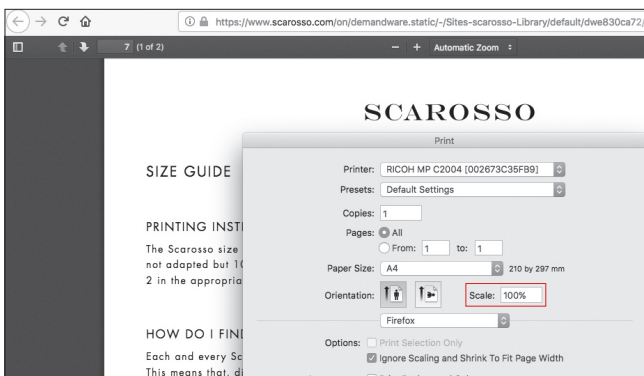 https://www.scarosso.com/on/demandware.static/-/Sites-scarosso-Library/default/dwe830ca72/
7 (1 of 2) − + Automatic Zoom
SCAROSSO
Print
SIZE GUIDE
Printer: RICOH MP C2004 [002673C35FB9]
Presets: Default Settings
Copies: 1
Pages: All
From: 1 to: 1
PRINTING INST
The Scarosso size
not adapted but 10
2 in the appropria
Paper Size: A4 210 by 297 mm
Orientation: Scale: 100%
Firefox
HOW DO I FIN
Options: Print Selection Only
Ignore Scaling and Shrink To Fit Page Width
Each and every Sc
This means that, di